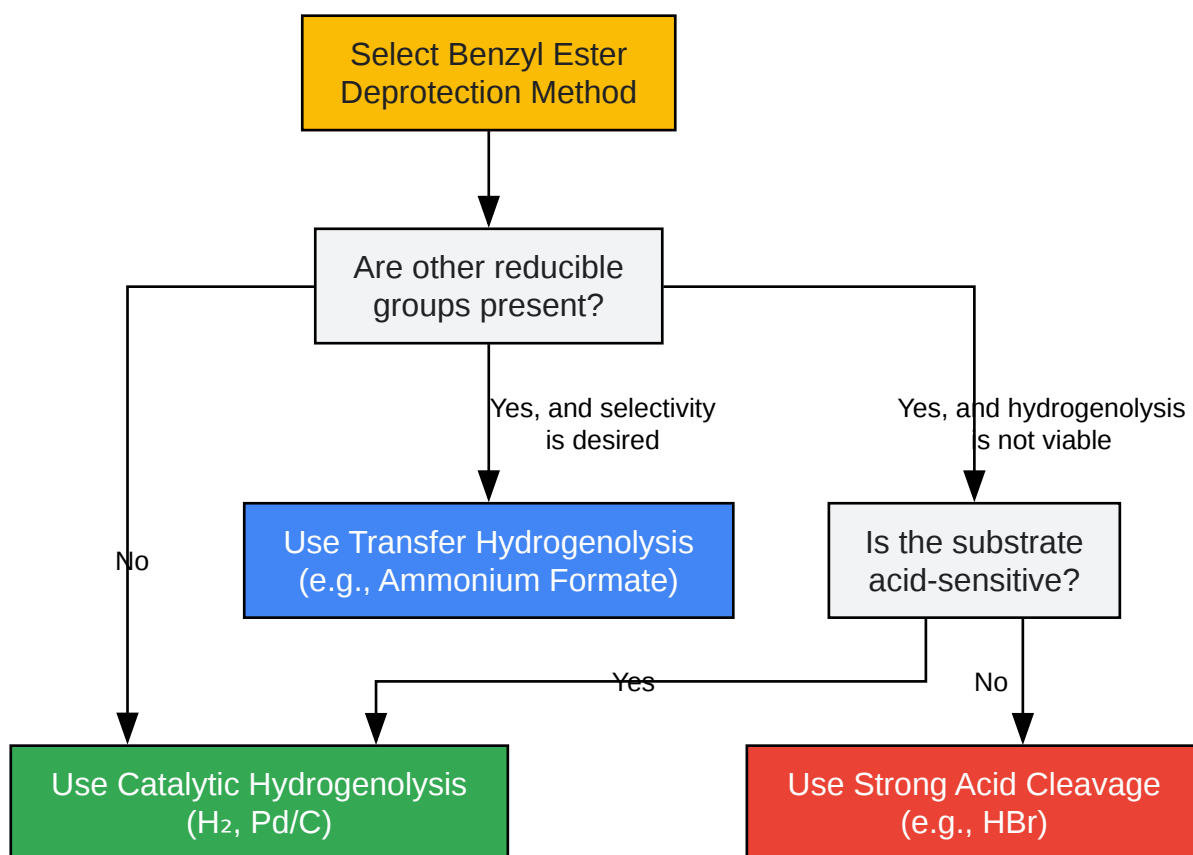 Select Benzyl Ester
Deprotection Method
Are other reducible
groups present?
Yes, and selectivity
is desired
Yes, and hydrogenolysis
is not viable
Use Transfer Hydrogenolysis
(e.g., Ammonium Formate)
Is the substrate
acid-sensitive?
No
Yes
No
Use Catalytic Hydrogenolysis
(H₂, Pd/C)
Use Strong Acid Cleavage
(e.g., HBr)